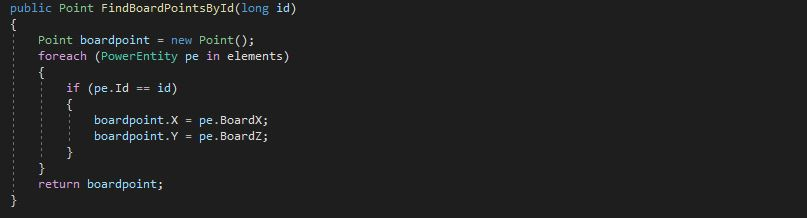 public Point FindBoardPointsById(long id)
{
Point boardpoint = new Point();
foreach (PowerEntity pe in elements)
{
if (pe.Id == id)
{
boardpoint.X = pe.BoardX;
boardpoint.Y = pe.BoardZ;
}
}
return boardpoint;
}